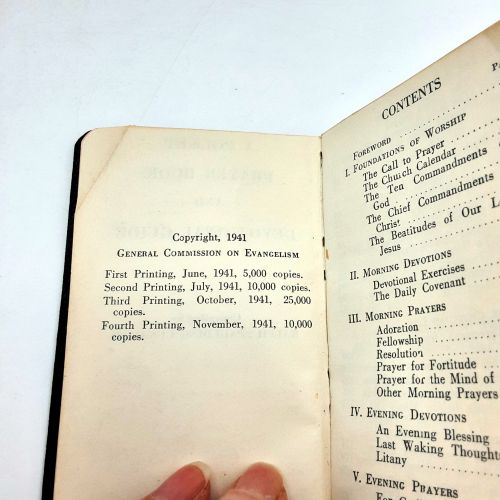 Copyright, 1941
GENERAL COMMISSION ON EVANGELISM
First Printing, June, 1941, 5,000 copies.
Second Printing, July, 1941, 10,000 copies.
Third Printing, October, 1941, 25,000
copies.
Fourth Printing, November, 1941, 10,000
copies.
CONTENTS
FOREWORD
I. FOUNDATIONS OF WORSHIP
The Call to Prayer
The Church Calendar
The Ten Commandments
God
The Chief Commandments
Christ
The Beatitudes of Our
Jesus
II. MORNING DEVOTIONS
Devotional Exercises
The Daily Covenant
III. MORNING PRAYERS
Adoration
Fellowship
Resolution
Prayer for Fortitude
Prayer for the Mind of
Other Morning Prayers
IV. EVENING DEVOTIONS
An Evening Blessing
Last Waking Thoughts
Litany
V. EVENING PRAYERS